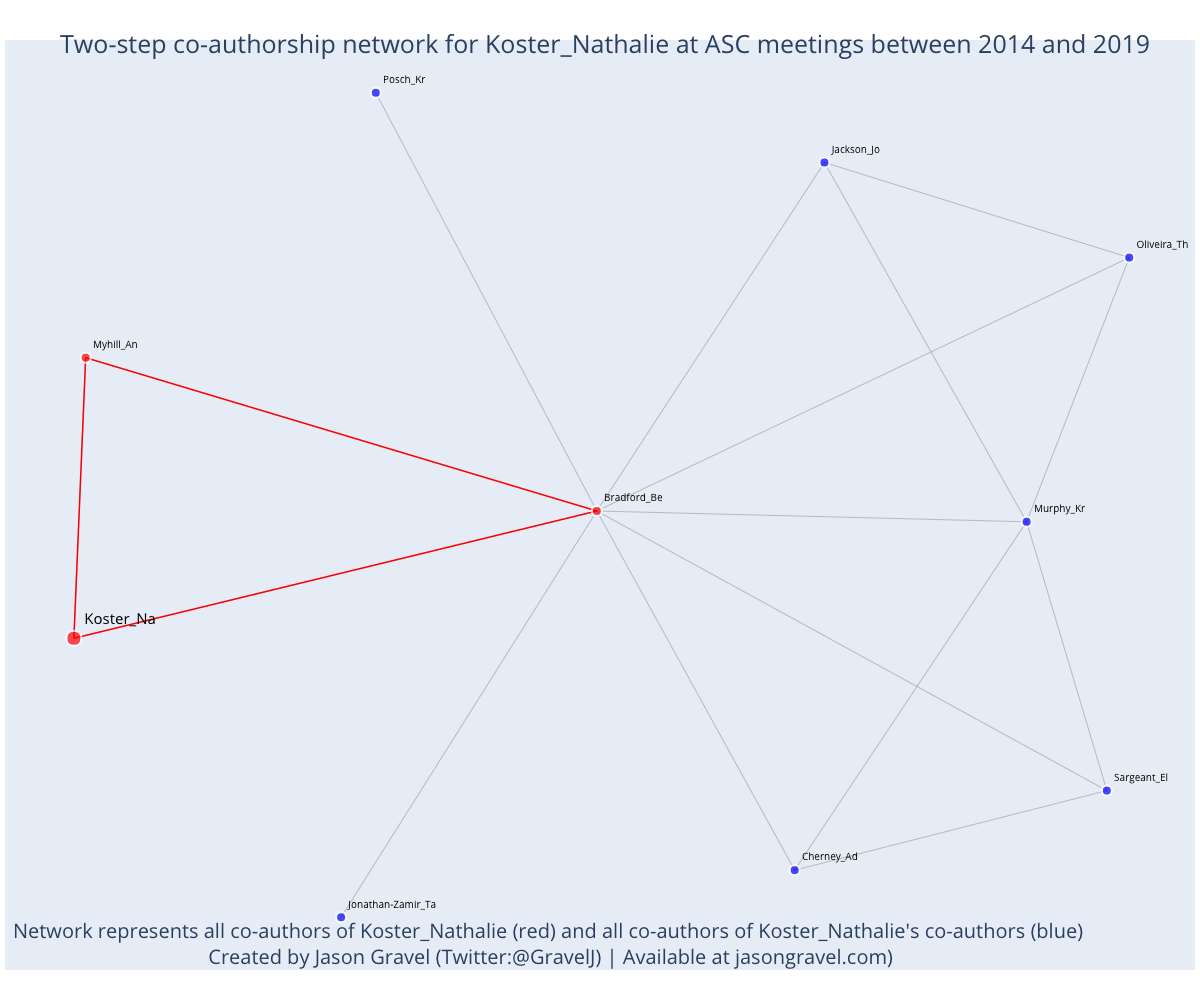 Two-step co-authorship network for Koster_Nathalie at ASC meetings between 2014 and 2019
Posch_Kr
Jackson_Jo
Oliveira_Th
Myhill_An
Bradford_Be
Murphy_Kr
Koster_Na
Sargeant_El
Cherney_Ad
Jonathan-Zamir_Ta
Network represents all co-authors of Koster_Nathalie (red) and all co-authors of Koster_Nathalie's co-authors (blue)
Created by Jason Gravel (Twitter:@GravelJ) | Available at jasongravel.com)